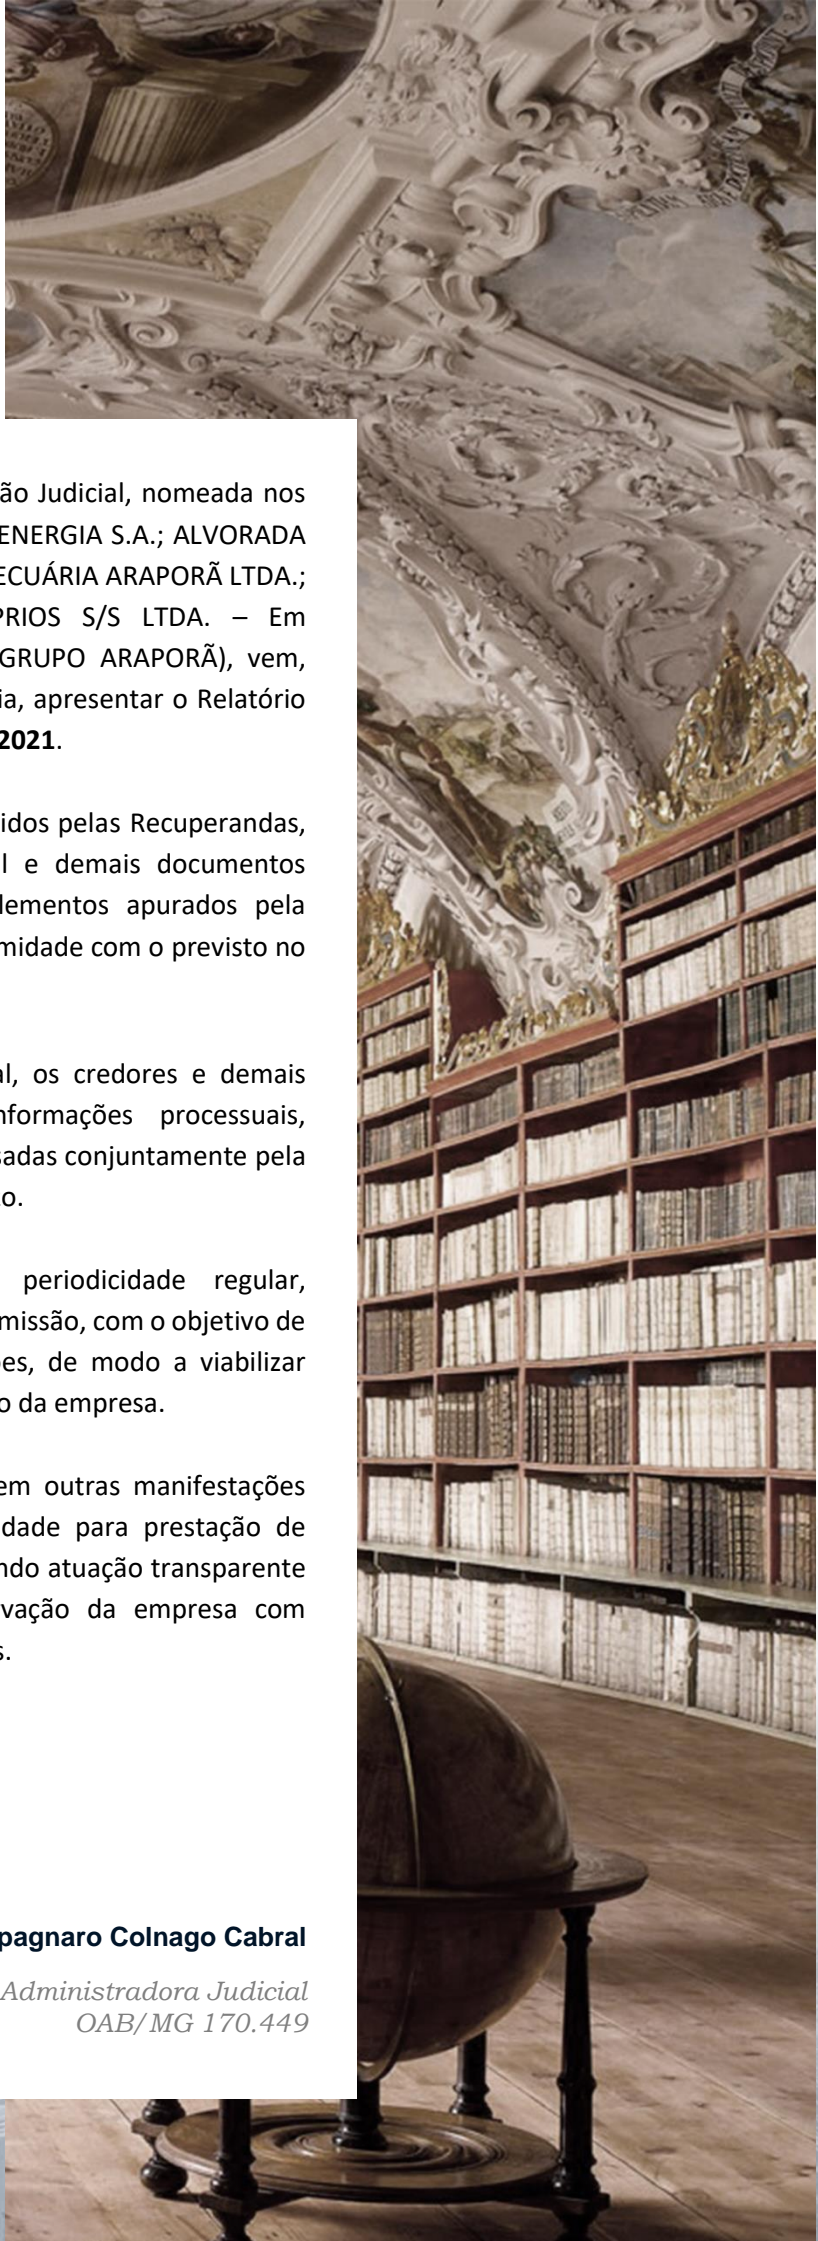 ão Judicial, nomeada nos
ENERGIA S.A.; ALVORADA
ECUÁRIA ARAPORÃ LTDA.;
PRIOS S/S LTDA. – Em
GRUPO ARAPORÃ), vem,
ia, apresentar o Relatório
2021.
idos pelas Recuperandas,
l e demais documentos
lementos apurados pela
midade com o previsto no
al, os credores e demais
nformações processuais,
sadas conjuntamente pela
o.
periodicidade regular,
missão, com o objetivo de
es, de modo a viabilizar
o da empresa.
em outras manifestações
dade para prestação de
ndo atuação transparente
vação da empresa com
s.
pagnaro Colnago Cabral
Administradora Judicial
OAB/MG 170.449